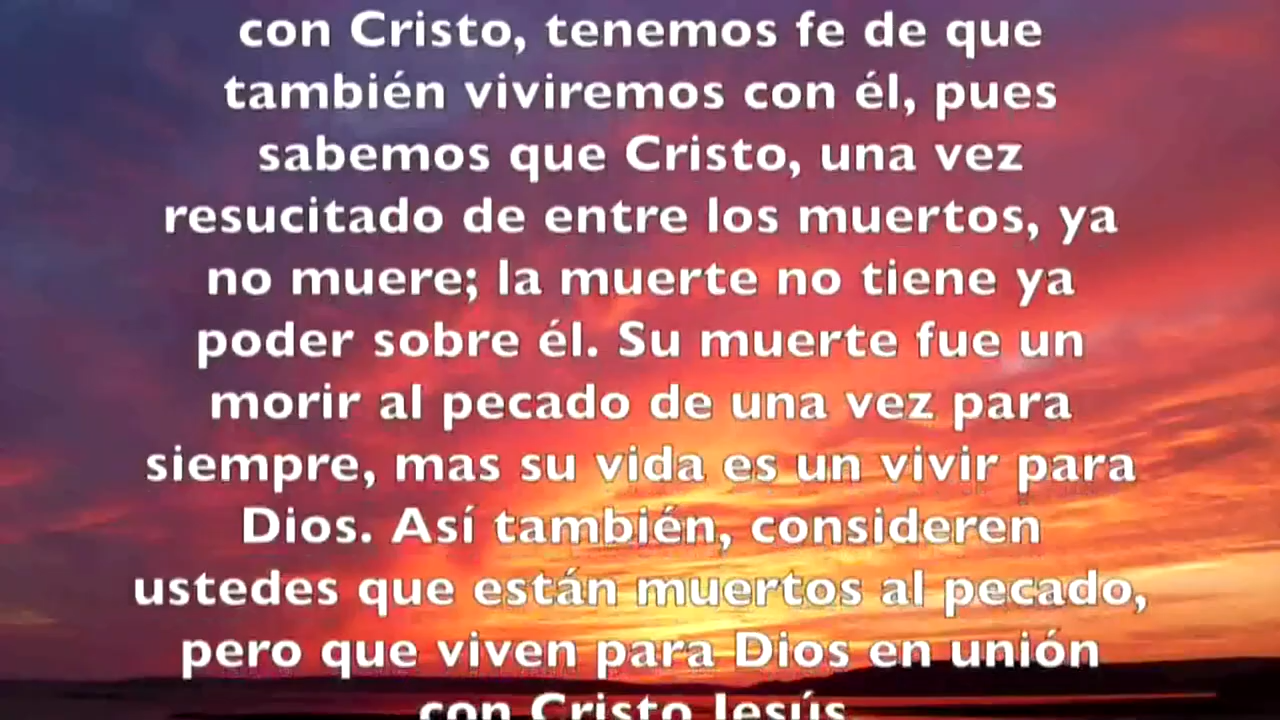 con Cristo, tenemos fe de que
también viviremos con él, pues
sabemos que Cristo, una vez
resucitado de entre los muertos, ya
no muere; la muerte no tiene ya
poder sobre él. Su muerte fue un
morir al pecado de una vez para
siempre, mas su vida es un vivir para
Dios. Así también, consideren
ustedes que están muertos al pecado,
pero que viven para Dios en unión
con Cristo Jesús.